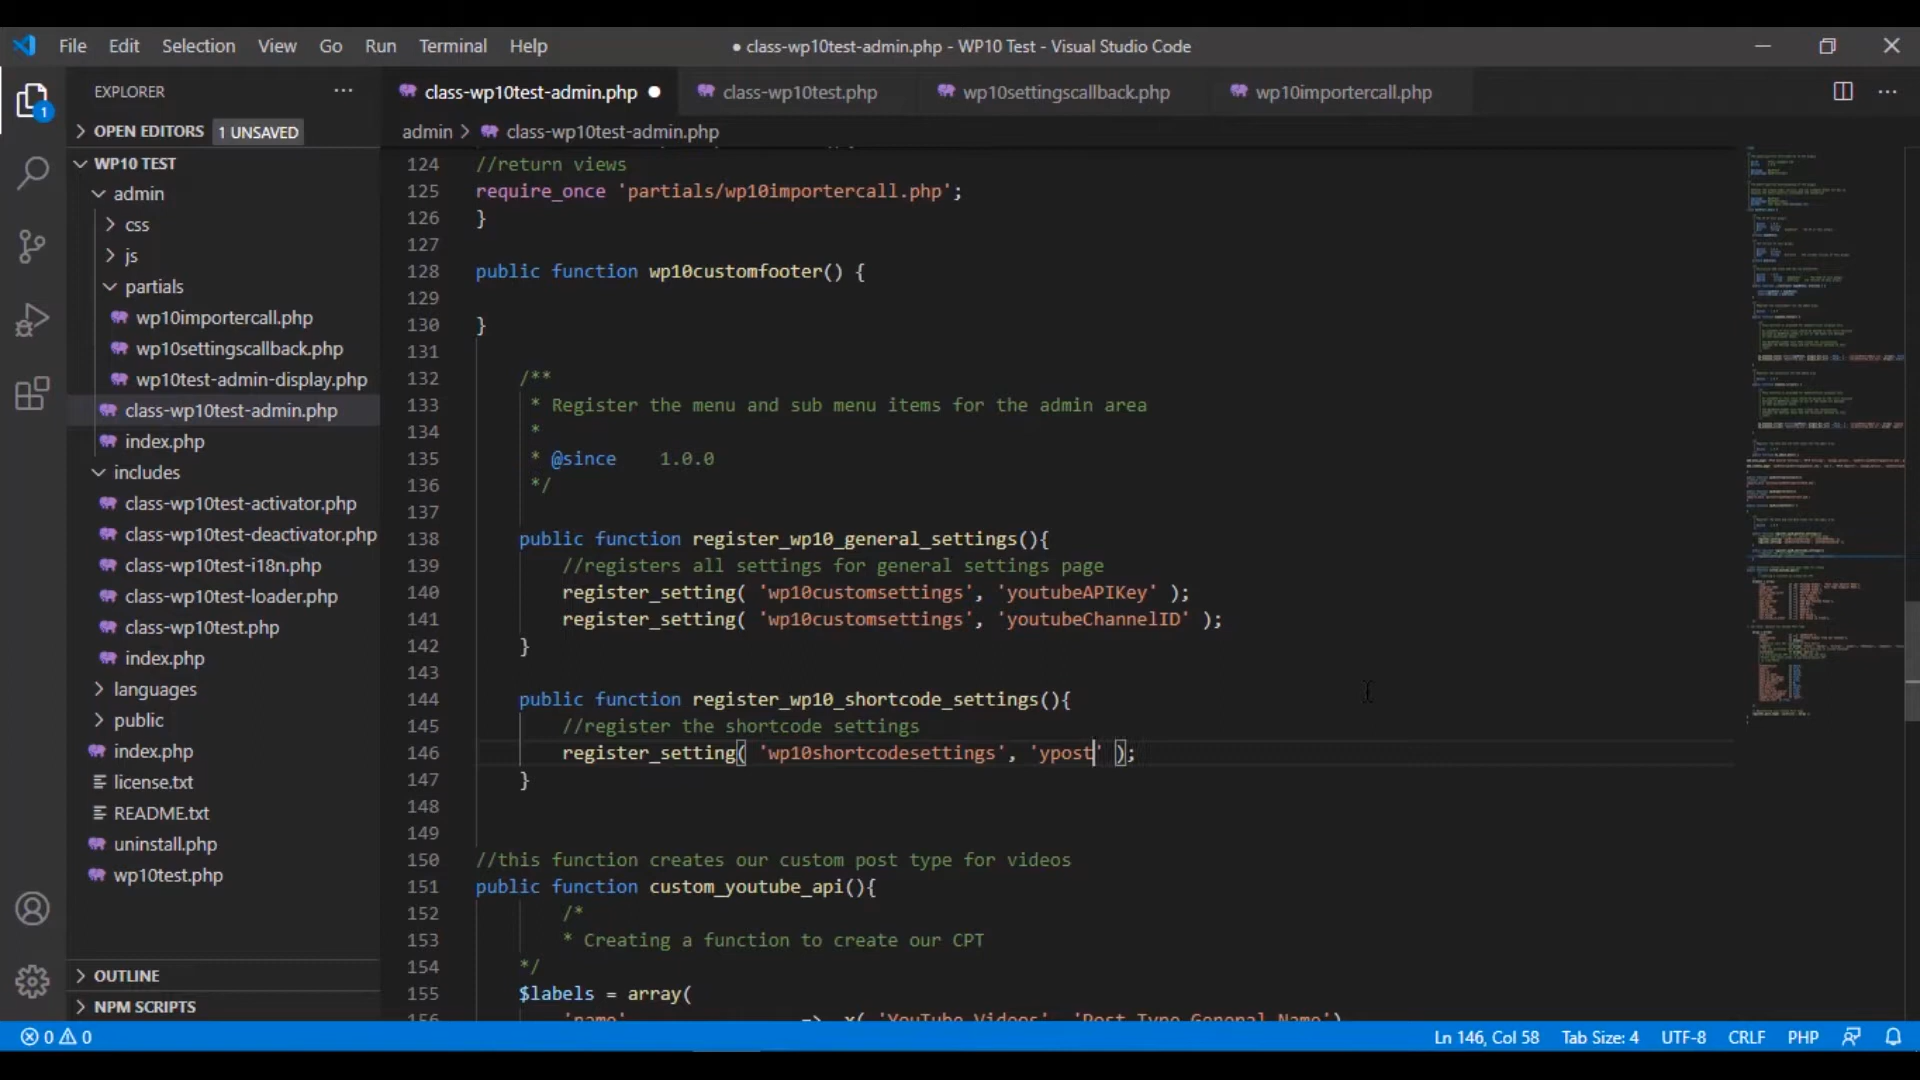 File Edit Selection View Go Run Terminal Help
● class-wp10test-admin.php - WP10 Test - Visual Studio Code
EXPLORER
OPEN EDITORS 1 UNSAVED
WP10 TEST
admin
css
js
partials
wp10importercall.php
wp10settingscallback.php
wp10test-admin-display.php
class-wp10test-admin.php
index.php
includes
class-wp10test-activator.php
class-wp10test-deactivator.php
class-wp10test-i18n.php
class-wp10test-loader.php
class-wp10test.php
index.php
languages
public
index.php
license.txt
README.txt
uninstall.php
wp10test.php
OUTLINE
NPM SCRIPTS
1
class-wp10test-admin.php class-wp10test.php wp10settingscallback.php wp10importercall.php
admin > class-wp10test-admin.php
124 //return views
125 require_once 'partials/wp10importercall.php';
126 }
127
128 public function wp10customfooter() {
129
130 }
131
132 /**
133 * Register the menu and sub menu items for the admin area
134 *
135 * @since 1.0.0
136 */
137
138 public function register_wp10_general_settings(){
139 //registers all settings for general settings page
140 register_setting( 'wp10customsettings', 'youtubeAPIKey' );
141 register_setting( 'wp10customsettings', 'youtubeChannelID' );
142 }
143
144 public function register_wp10_shortcode_settings(){
145 //register the shortcode settings
146 register_setting( 'wp10shortcodesettings', 'ypost' );
147 }
148
149
150 //this function creates our custom post type for videos
151 public function custom_youtube_api(){
152 /*
153 * Creating a function to create our CPT
154 */
155 $labels = array(
0 0 Ln 146, Col 58 Tab Size: 4 UTF-8 CRLF PHP